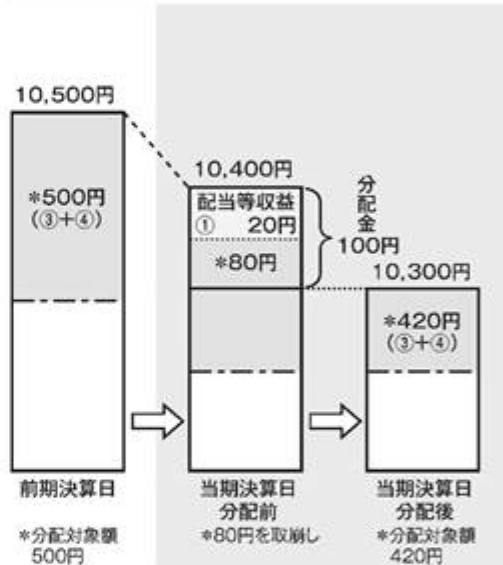 10,500円
*500円
(③+④)
10,400円
配当等収益
① 20円
*80円
分配金
100円
10,300円
*420円
(③+④)
前期決算日
*分配対象額
500円
当期決算日
分配前
*80円を取崩し
当期決算日
分配後
*分配対象額
420円